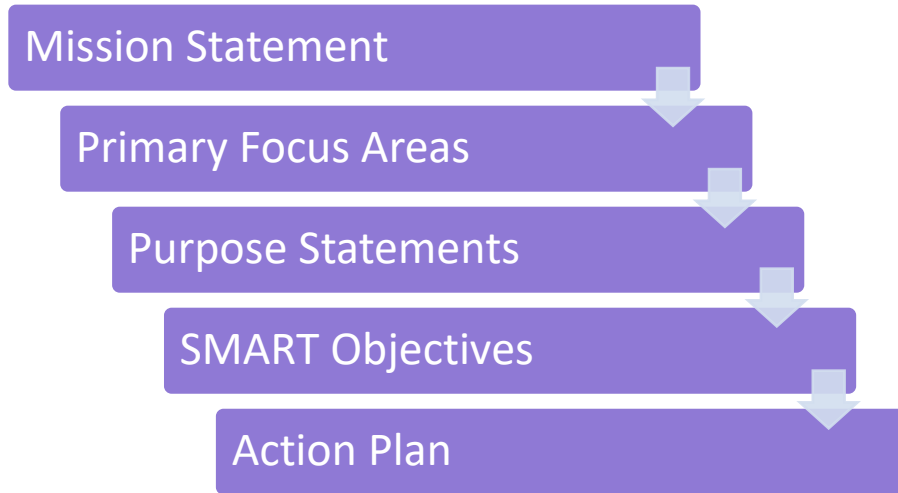 Mission Statement
Primary Focus Areas
Purpose Statements
SMART Objectives
Action Plan